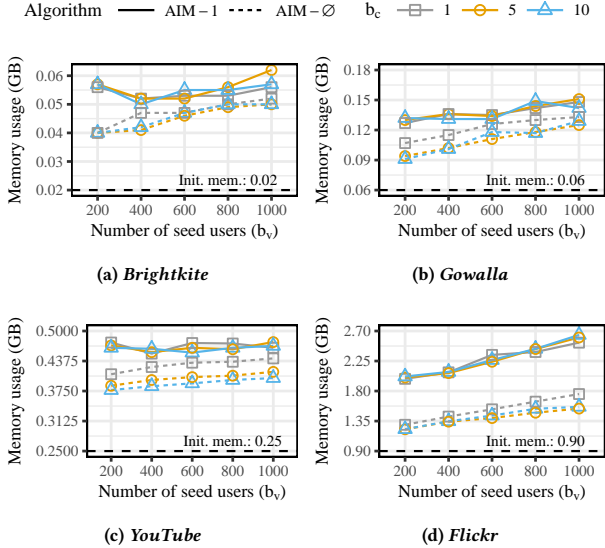 Algorithm AIM – 1 AIM – ∅ b_c 1 5 10
Memory usage (GB)
0.06
0.05
0.04
0.03
0.02
Init. mem.: 0.02
200 400 600 800 1000
Number of seed users (b_v)
(a) Brightkite
Memory usage (GB)
0.18
0.15
0.12
0.09
0.06
Init. mem.: 0.06
200 400 600 800 1000
Number of seed users (b_v)
(b) Gowalla
Memory usage (GB)
0.5000
0.4375
0.3750
0.3125
0.2500
Init. mem.: 0.25
200 400 600 800 1000
Number of seed users (b_v)
(c) YouTube
Memory usage (GB)
2.70
2.25
1.80
1.35
0.90
Init. mem.: 0.90
200 400 600 800 1000
Number of seed users (b_v)
(d) Flickr